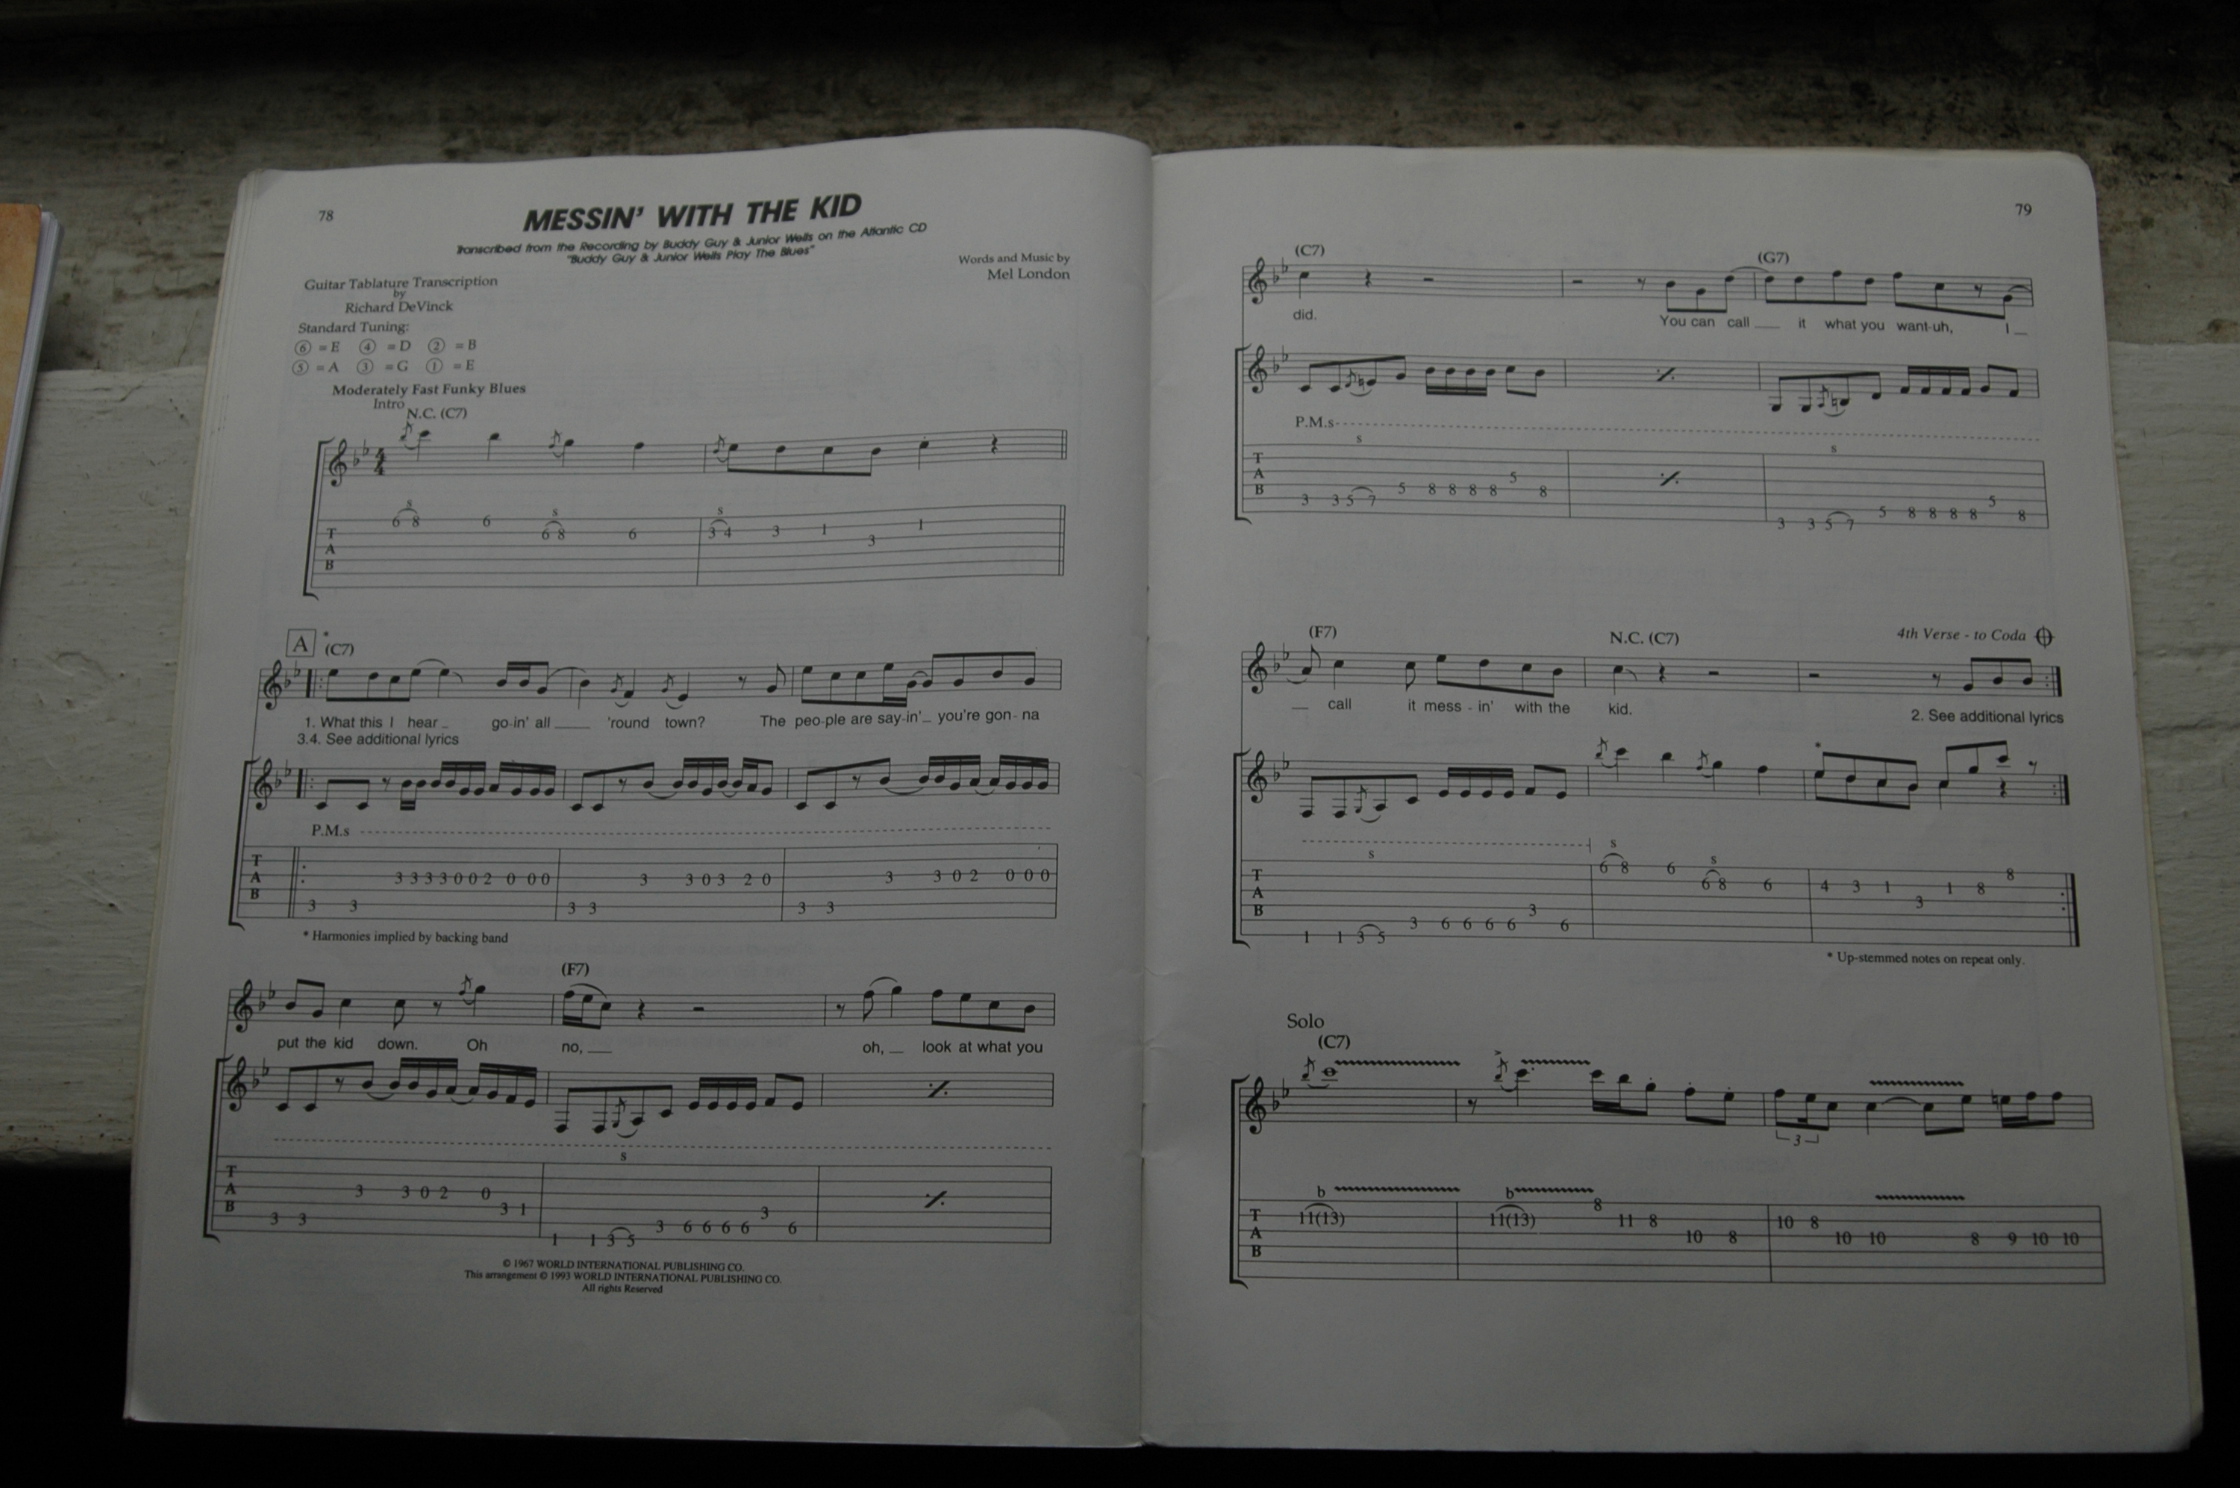 78
MESSIN' WITH THE KID
Transcribed from the Recording by Buddy Guy & Junior Wells on the Atlantic CD
"Buddy Guy & Junior Wells Play The Blues"
Words and Music by
Mel London
Guitar Tablature Transcription
by
Richard DeVinck
Standard Tuning:
⑥ = E ④ = D ② = B
⑤ = A ③ = G ① = E
Moderately Fast Funky Blues
Intro
N.C. (C7)
4
4
s s s
T 6 8 6 6 8 6 3 4 3 1 3 1
A
B
A * (C7)
1. What this I hear _ go-in' all ___ 'round town? The peo-ple are say-in'_ you're gon-na
3.4. See additional lyrics
P.M.s
T
A 3 3 3 3 0 0 2 0 0 0 3 3 0 3 2 0 3 3 0 2 0 0 0
B 3 3 3 3 3 3
* Harmonies implied by backing band
(F7)
put the kid down. Oh no, ___ oh, _ look at what you
s
T
A 3 3 0 2 0
B 3 3 3 1 1 1 3 5 3 6 6 6 6 3 6
© 1967 WORLD INTERNATIONAL PUBLISHING CO.
This arrangement © 1993 WORLD INTERNATIONAL PUBLISHING CO.
All rights Reserved
79
(C7) (G7)
did. You can call ___ it what you want-uh, I _
P.M.s
s s
T
A
B 3 3 5 7 5 8 8 8 8 5 8 3 3 5 7 5 8 8 8 8 5 8
(F7) N.C. (C7) 4th Verse - to Coda
_ call it mess - in' with the kid. 2. See additional lyrics
*
s s s
T 6 8 6 6 8 6 4 3 1 3 1 8 8
A
B 1 1 3 5 3 6 6 6 6 3 6
* Up-stemmed notes on repeat only.
Solo
(C7)
3
b b
T 11(13) 11(13) 8 11 8 10 8 10 8 10 10 8 9 10 10
A
B